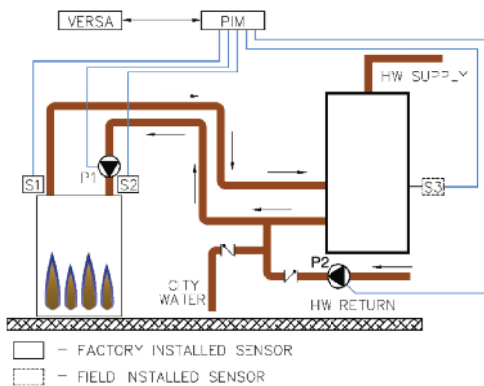 VERSA
PIM
HW SUPPLY
S1
P1
S2
S3
P2
CITY
WATER
HW RETURN
– FACTORY INSTALLED SENSOR
– FIELD INSTALLED SENSOR